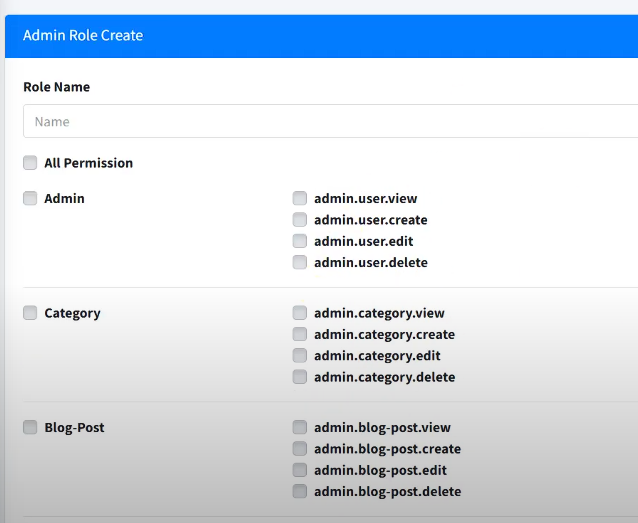 Admin Role Create
Role Name
Name
All Permission
Admin
admin.user.view
admin.user.create
admin.user.edit
admin.user.delete
Category
admin.category.view
admin.category.create
admin.category.edit
admin.category.delete
Blog-Post
admin.blog-post.view
admin.blog-post.create
admin.blog-post.edit
admin.blog-post.delete